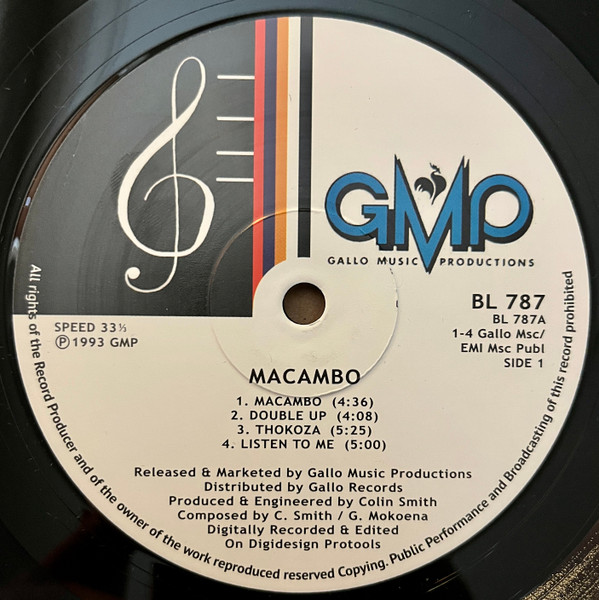 GMP
GALLO MUSIC PRODUCTIONS
BL 787
BL 787A
1-4 Gallo Msc/
EMI Msc Publ
SIDE 1
SPEED 33⅓
Ⓟ1993 GMP
MACAMBO
1. MACAMBO (4:36)
2. DOUBLE UP (4:08)
3. THOKOZA (5:25)
4. LISTEN TO ME (5:00)
Released & Marketed by Gallo Music Productions
Distributed by Gallo Records
Produced & Engineered by Colin Smith
Composed by C. Smith / G. Mokoena
Digitally Recorded & Edited
On Digidesign Protools
All rights of the Record Producer and of the owner of the work reproduced reserved Copying. Public Performance and Broadcasting of this record prohibited